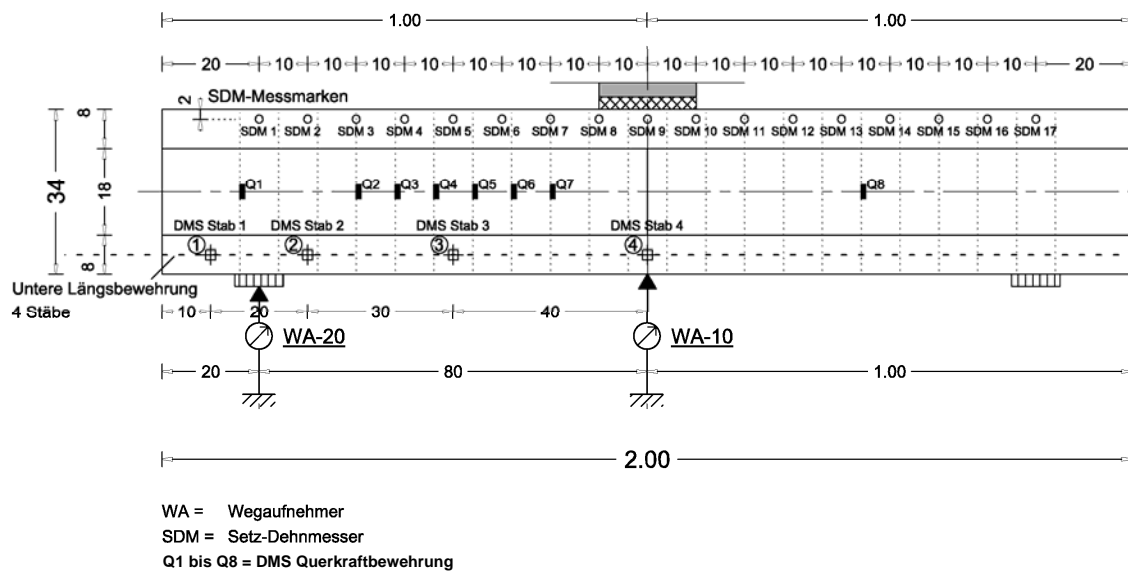 1.00 1.00
20 10 10 10 10 10 10 10 10 10 10 10 10 10 10 10 10 20
8 2 SDM-Messmarken
SDM 1 SDM 2 SDM 3 SDM 4 SDM 5 SDM 6 SDM 7 SDM 8 SDM 9 SDM 10 SDM 11 SDM 12 SDM 13 SDM 14 SDM 15 SDM 16 SDM 17
34 18 Q1 Q2 Q3 Q4 Q5 Q6 Q7 Q8
DMS Stab 1 DMS Stab 2 DMS Stab 3 DMS Stab 4
8 1 2 3 4
Untere Längsbewehrung
4 Stäbe
10 20 30 40
WA-20 WA-10
20 80 1.00
2.00
WA = Wegaufnehmer
SDM = Setz-Dehnmesser
Q1 bis Q8 = DMS Querkraftbewehrung